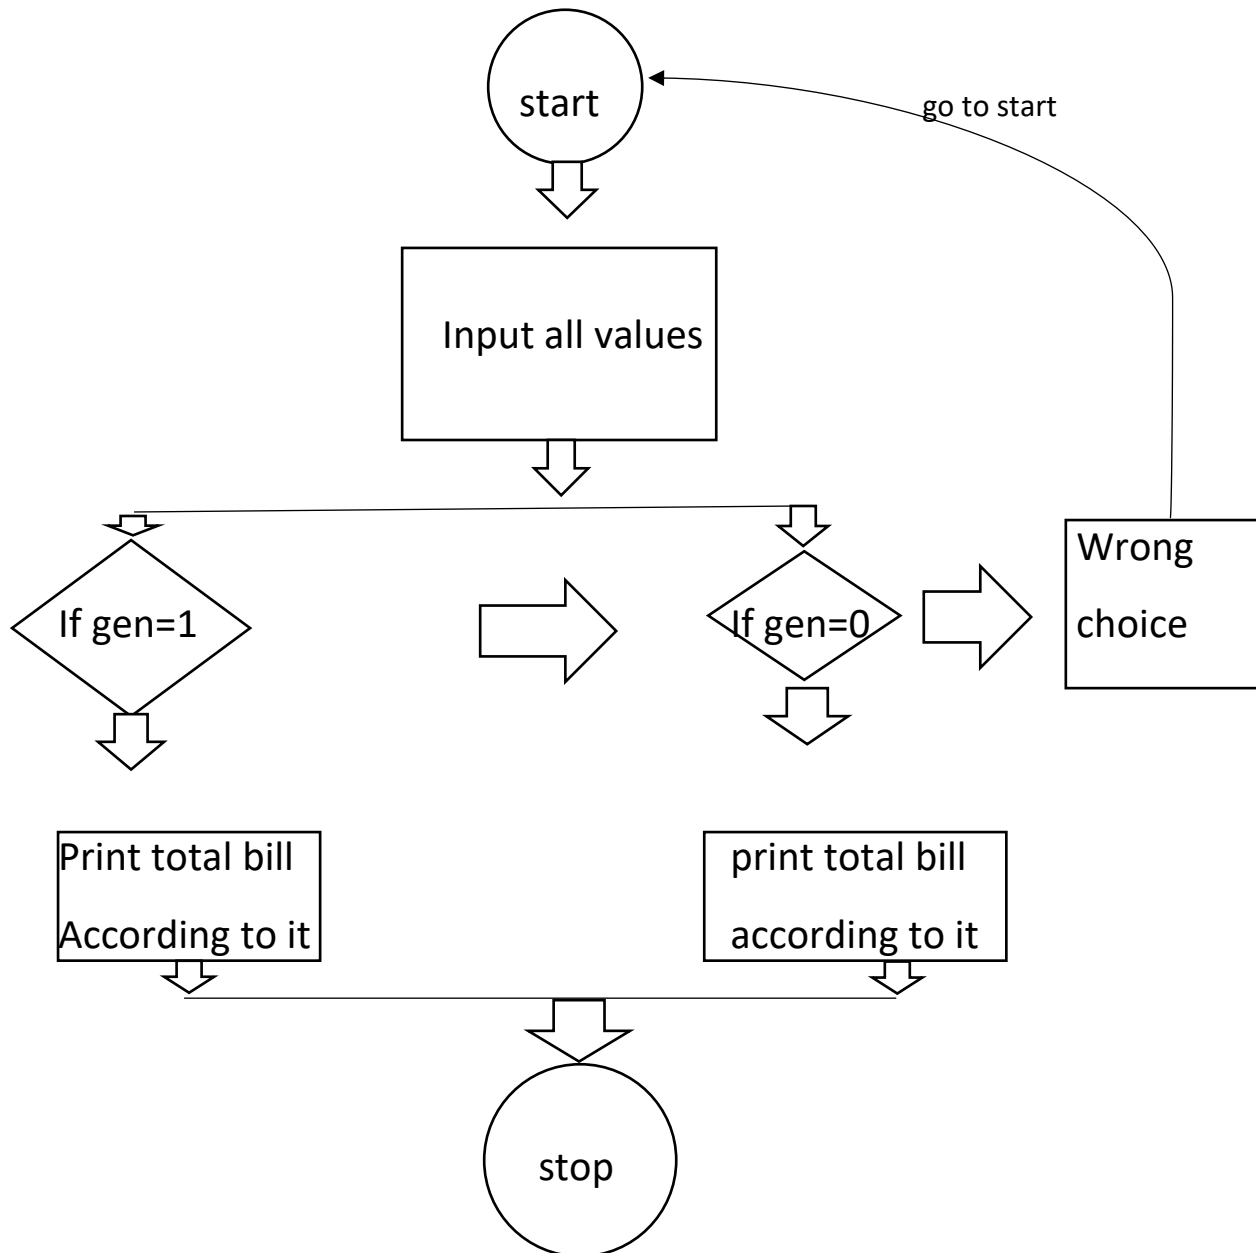 start
go to start
Input all values
If gen=1
If gen=0
Wrong
choice
Print total bill
According to it
print total bill
according to it
stop